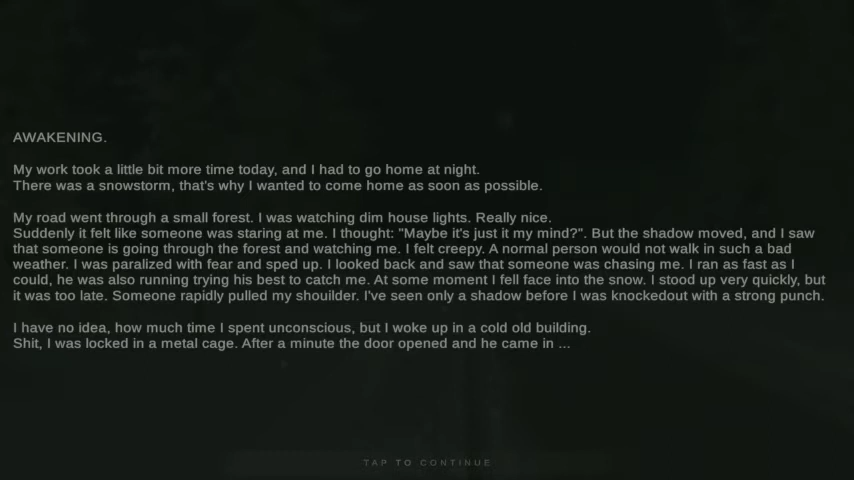 AWAKENING.
My work took a little bit more time today, and I had to go home at night.
There was a snowstorm, that's why I wanted to come home as soon as possible.
My road went through a small forest. I was watching dim house lights. Really nice.
Suddenly it felt like someone was staring at me. I thought: "Maybe it's just it my mind?". But the shadow moved, and I saw
that someone is going through the forest and watching me. I felt creepy. A normal person would not walk in such a bad
weather. I was paralized with fear and sped up. I looked back and saw that someone was chasing me. I ran as fast as I
could, he was also running trying his best to catch me. At some moment I fell face into the snow. I stood up very quickly, but
it was too late. Someone rapidly pulled my shouilder. I've seen only a shadow before I was knockedout with a strong punch.
I have no idea, how much time I spent unconscious, but I woke up in a cold old building.
Shit, I was locked in a metal cage. After a minute the door opened and he came in ...
TAP TO CONTINUE